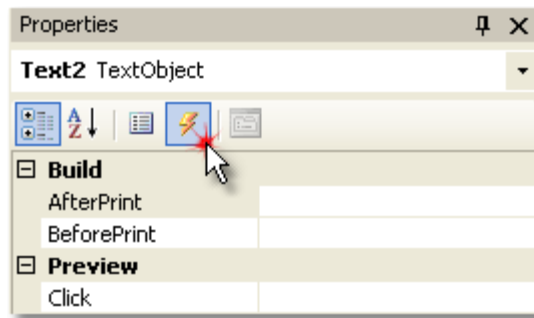 Properties
Text2 TextObject
Build
AfterPrint
BeforePrint
Preview
Click